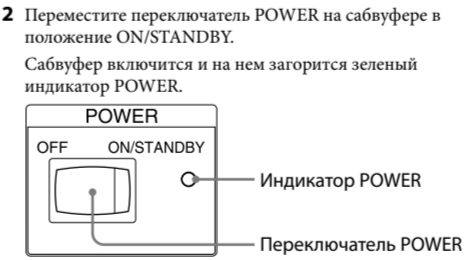 2 Переместите переключатель POWER на сабвуфере в
положение ON/STANDBY.
Сабвуфер включится и на нем загорится зеленый
индикатор POWER.
POWER
OFF ON/STANDBY
Индикатор POWER
Переключатель POWER